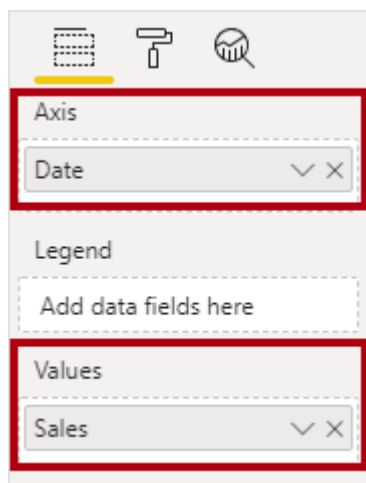 Axis
Date
Legend
Add data fields here
Values
Sales